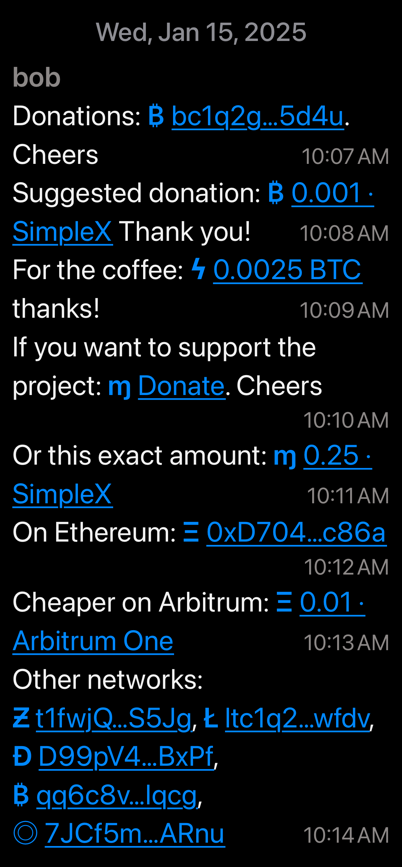 Wed, Jan 15, 2025
bob
Donations: ₿ bc1q2g...5d4u.
Cheers 10:07 AM
Suggested donation: ₿ 0.001 ·
SimpleX Thank you! 10:08 AM
For the coffee: ϟ 0.0025 BTC
thanks! 10:09 AM
If you want to support the
project: ɱ Donate. Cheers
10:10 AM
Or this exact amount: ɱ 0.25 ·
SimpleX 10:11 AM
On Ethereum: Ξ 0xD704...c86a
10:12 AM
Cheaper on Arbitrum: Ξ 0.01 ·
Arbitrum One 10:13 AM
Other networks:
Ƶ t1fwjQ...S5Jg, Ł ltc1q2...wfdv,
Ð D99pV4...BxPf,
₿ qq6c8v...lqcg,
◎ 7JCf5m...ARnu 10:14 AM